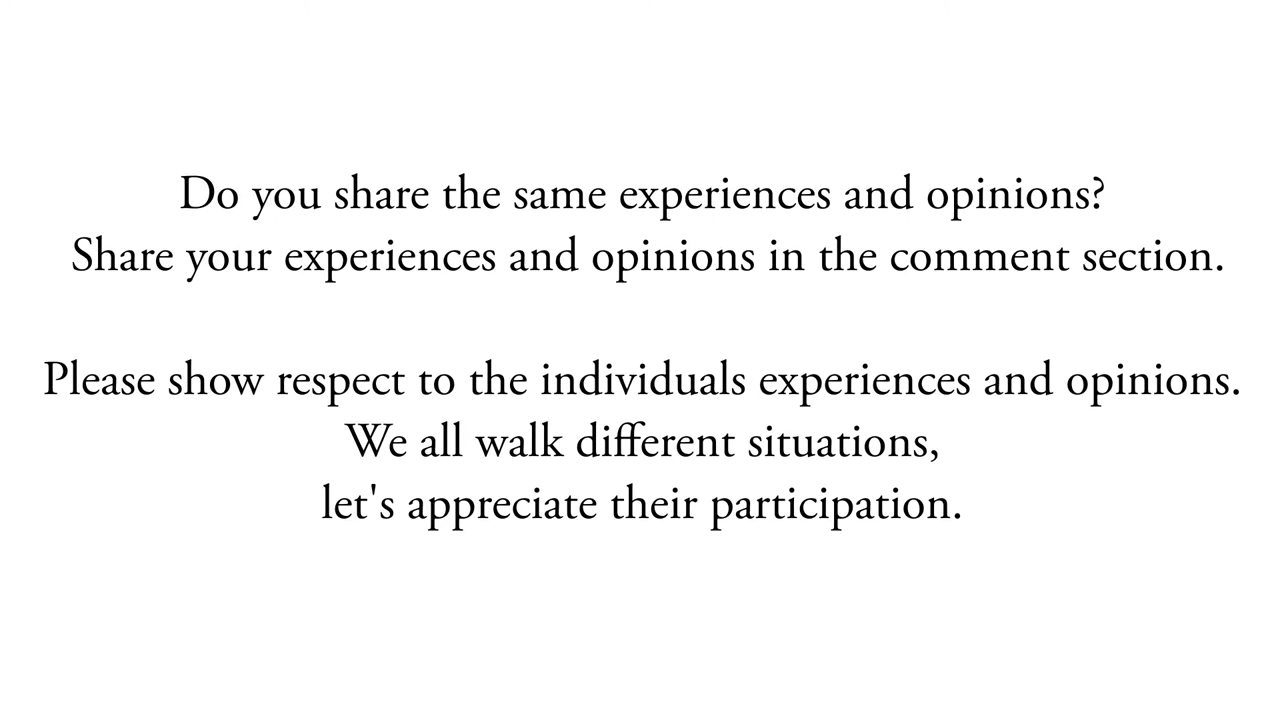 Do you share the same experiences and opinions?
Share your experiences and opinions in the comment section.
Please show respect to the individuals experiences and opinions.
We all walk different situations,
let's appreciate their participation.